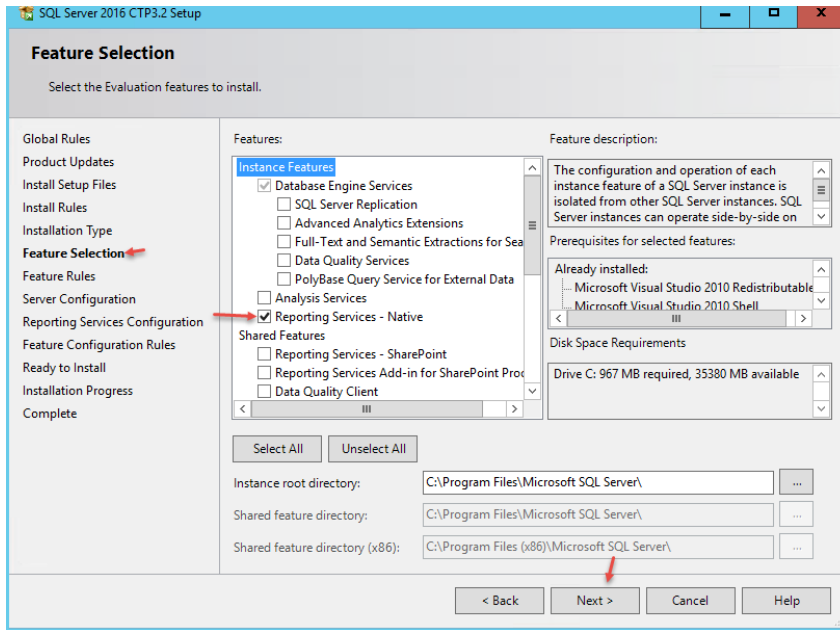 SQL Server 2016 CTP3.2 Setup
Feature Selection
Select the Evaluation features to install.
Global Rules
Product Updates
Install Setup Files
Install Rules
Installation Type
Feature Selection
Feature Rules
Server Configuration
Reporting Services Configuration
Feature Configuration Rules
Ready to Install
Installation Progress
Complete
Features:
Instance Features
Database Engine Services
SQL Server Replication
Advanced Analytics Extensions
Full-Text and Semantic Extractions for Sea
Data Quality Services
PolyBase Query Service for External Data
Analysis Services
Reporting Services - Native
Shared Features
Reporting Services - SharePoint
Reporting Services Add-in for SharePoint Proc
Data Quality Client
Feature description:
The configuration and operation of each
instance feature of a SQL Server instance is
isolated from other SQL Server instances. SQL
Server instances can operate side-by-side on
Prerequisites for selected features:
Already installed:
Microsoft Visual Studio 2010 Redistributable
Microsoft Visual Studio 2010 Shell
Disk Space Requirements
Drive C: 967 MB required, 35380 MB available
Select All
Unselect All
Instance root directory:
C:\Program Files\Microsoft SQL Server\
...
Shared feature directory:
C:\Program Files\Microsoft SQL Server\
...
Shared feature directory (x86):
C:\Program Files (x86)\Microsoft SQL Server\
...
< Back
Next >
Cancel
Help